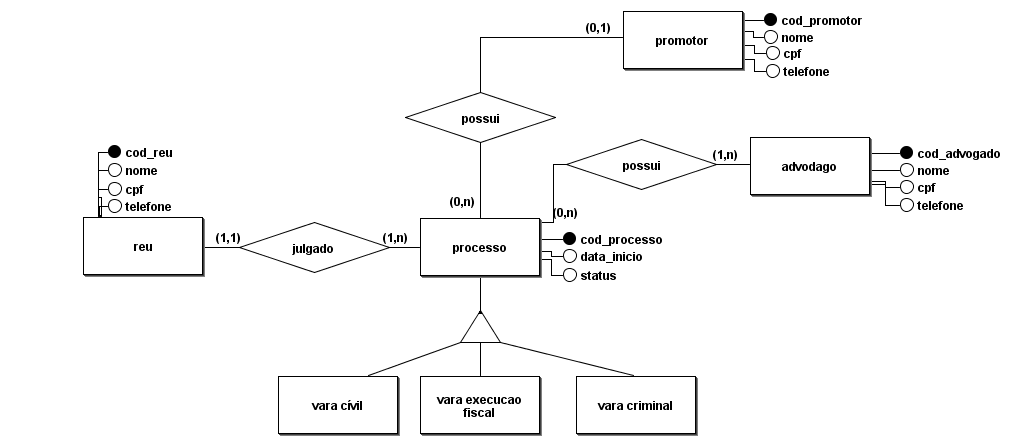 (0,1)
promotor
cod_promotor
nome
cpf
telefone
possui
cod_reu
nome
cpf
telefone
possui
(1,n)
advodago
cod_advogado
nome
cpf
telefone
(0,n)
(0,n)
reu
(1,1)
julgado
(1,n)
processo
cod_processo
data_inicio
status
vara cívil
vara execucao
fiscal
vara criminal